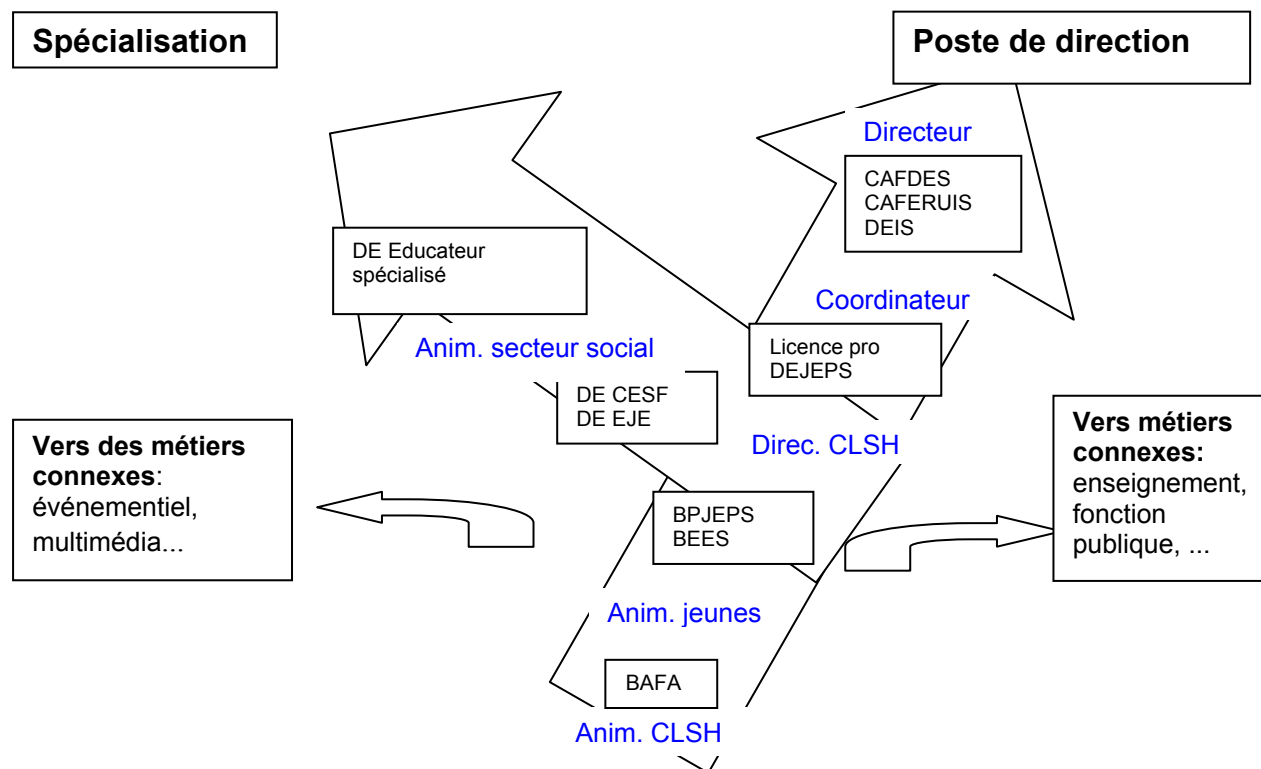 Spécialisation
Poste de direction
Directeur
CAFDES
CAFERUIS
DEIS
DE Educateur
spécialisé
Coordinateur
Anim. secteur social
Licence pro
DEJEPS
DE CESF
DE EJE
Vers des métiers
connexes:
événementiel,
multimédia...
Direc. CLSH
Vers métiers
connexes:
enseignement,
fonction
publique, ...
BPJEPS
BEES
Anim. jeunes
BAFA
Anim. CLSH